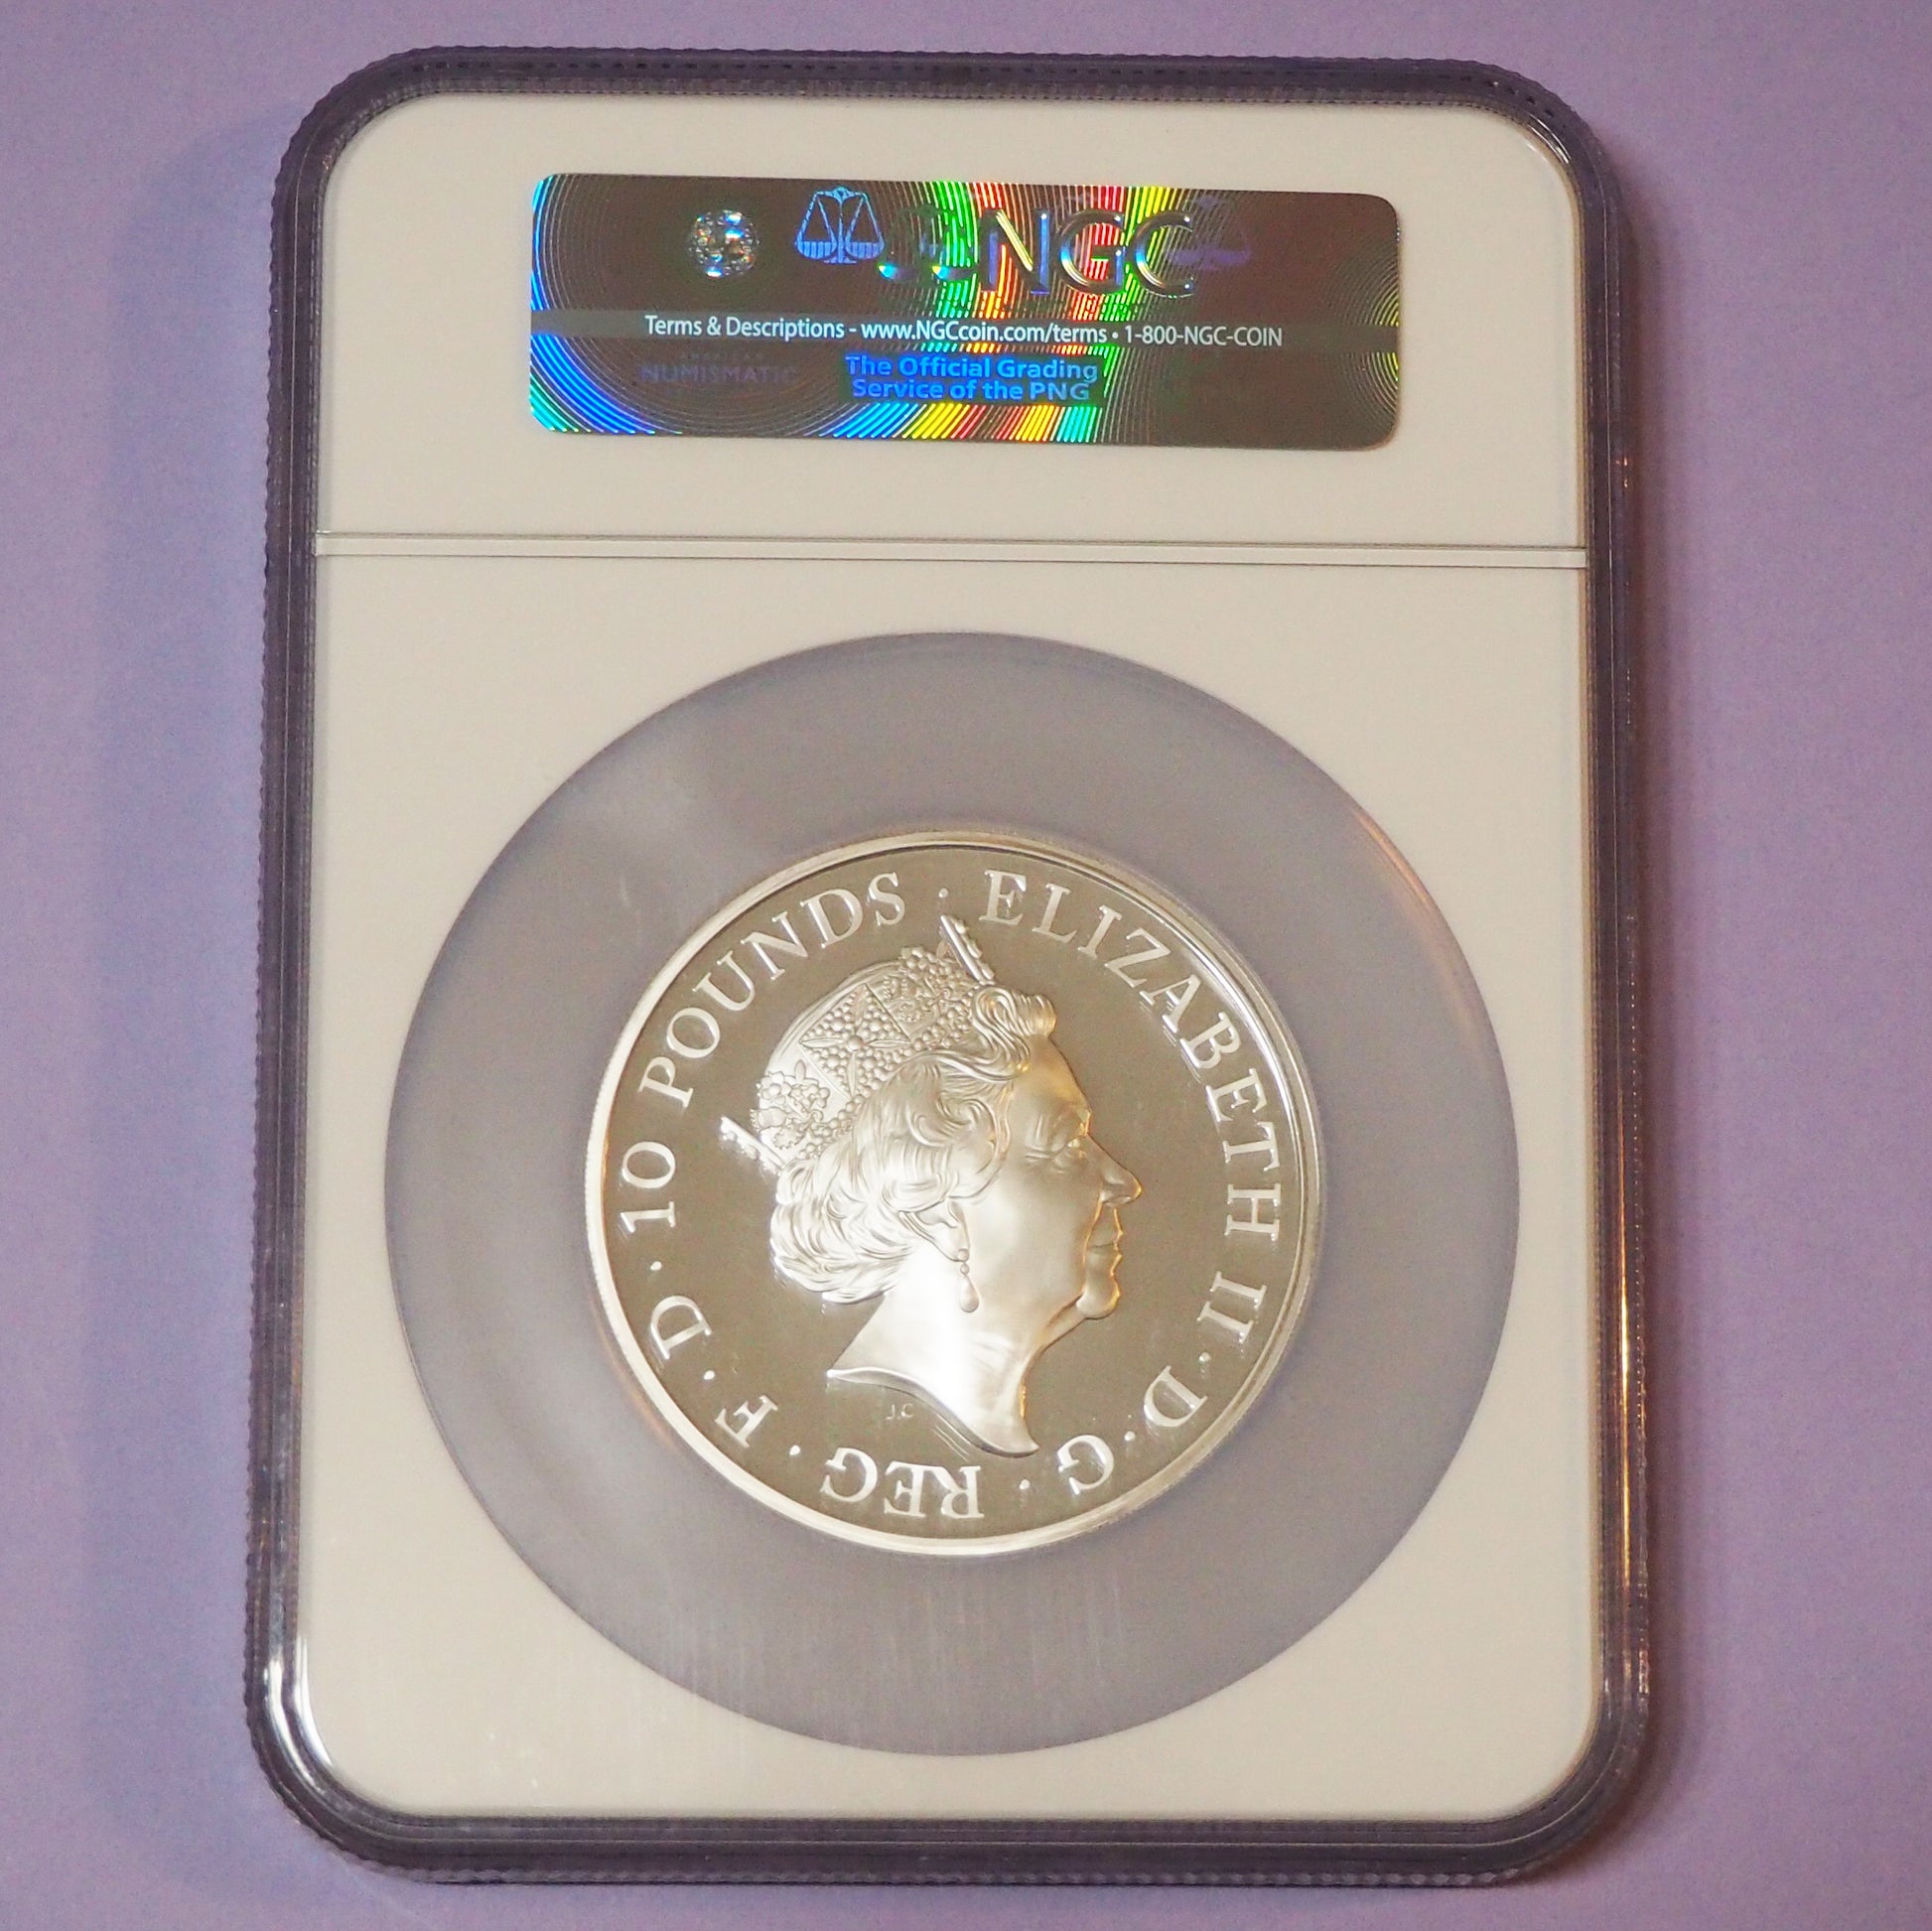 NGC
Terms & Descriptions - www.NGCcoin.com/terms • 1-800-NGC-COIN
AMERICAN
NUMISMATIC
The Official Grading
Service of the PNG
ELIZABETH II · D · G · REG · F · D · 10 POUNDS ·
J.C